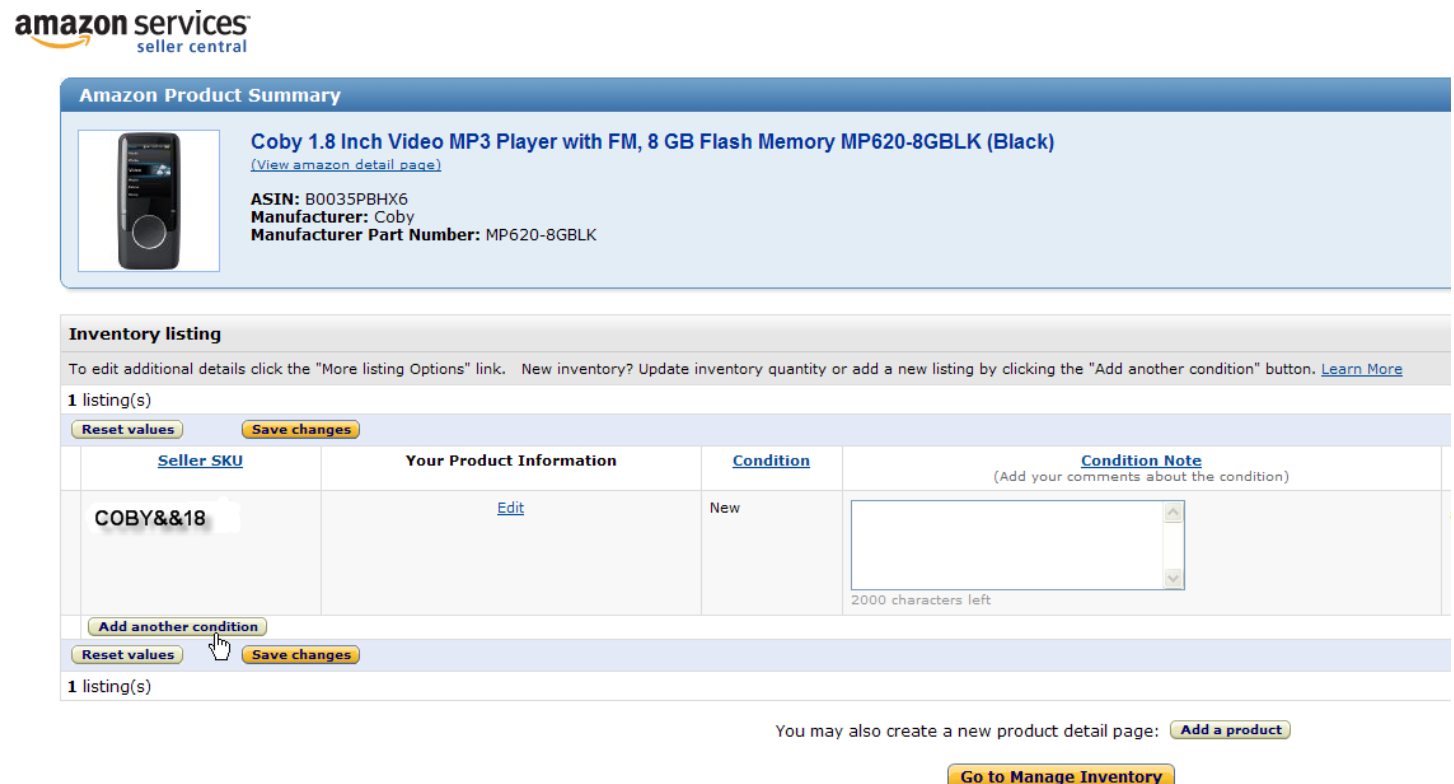 amazon services
seller central
Amazon Product Summary
Coby 1.8 Inch Video MP3 Player with FM, 8 GB Flash Memory MP620-8GBLK (Black)
(View amazon detail page)
ASIN: B0035PBHX6
Manufacturer: Coby
Manufacturer Part Number: MP620-8GBLK
Inventory listing
To edit additional details click the "More listing Options" link. New inventory? Update inventory quantity or add a new listing by clicking the "Add another condition" button. Learn More
1 listing(s)
Reset values Save changes
Seller SKU Your Product Information Condition Condition Note
(Add your comments about the condition)
COBY&&18 Edit New
2000 characters left
Add another condition
Reset values Save changes
1 listing(s)
You may also create a new product detail page: Add a product
Go to Manage Inventory